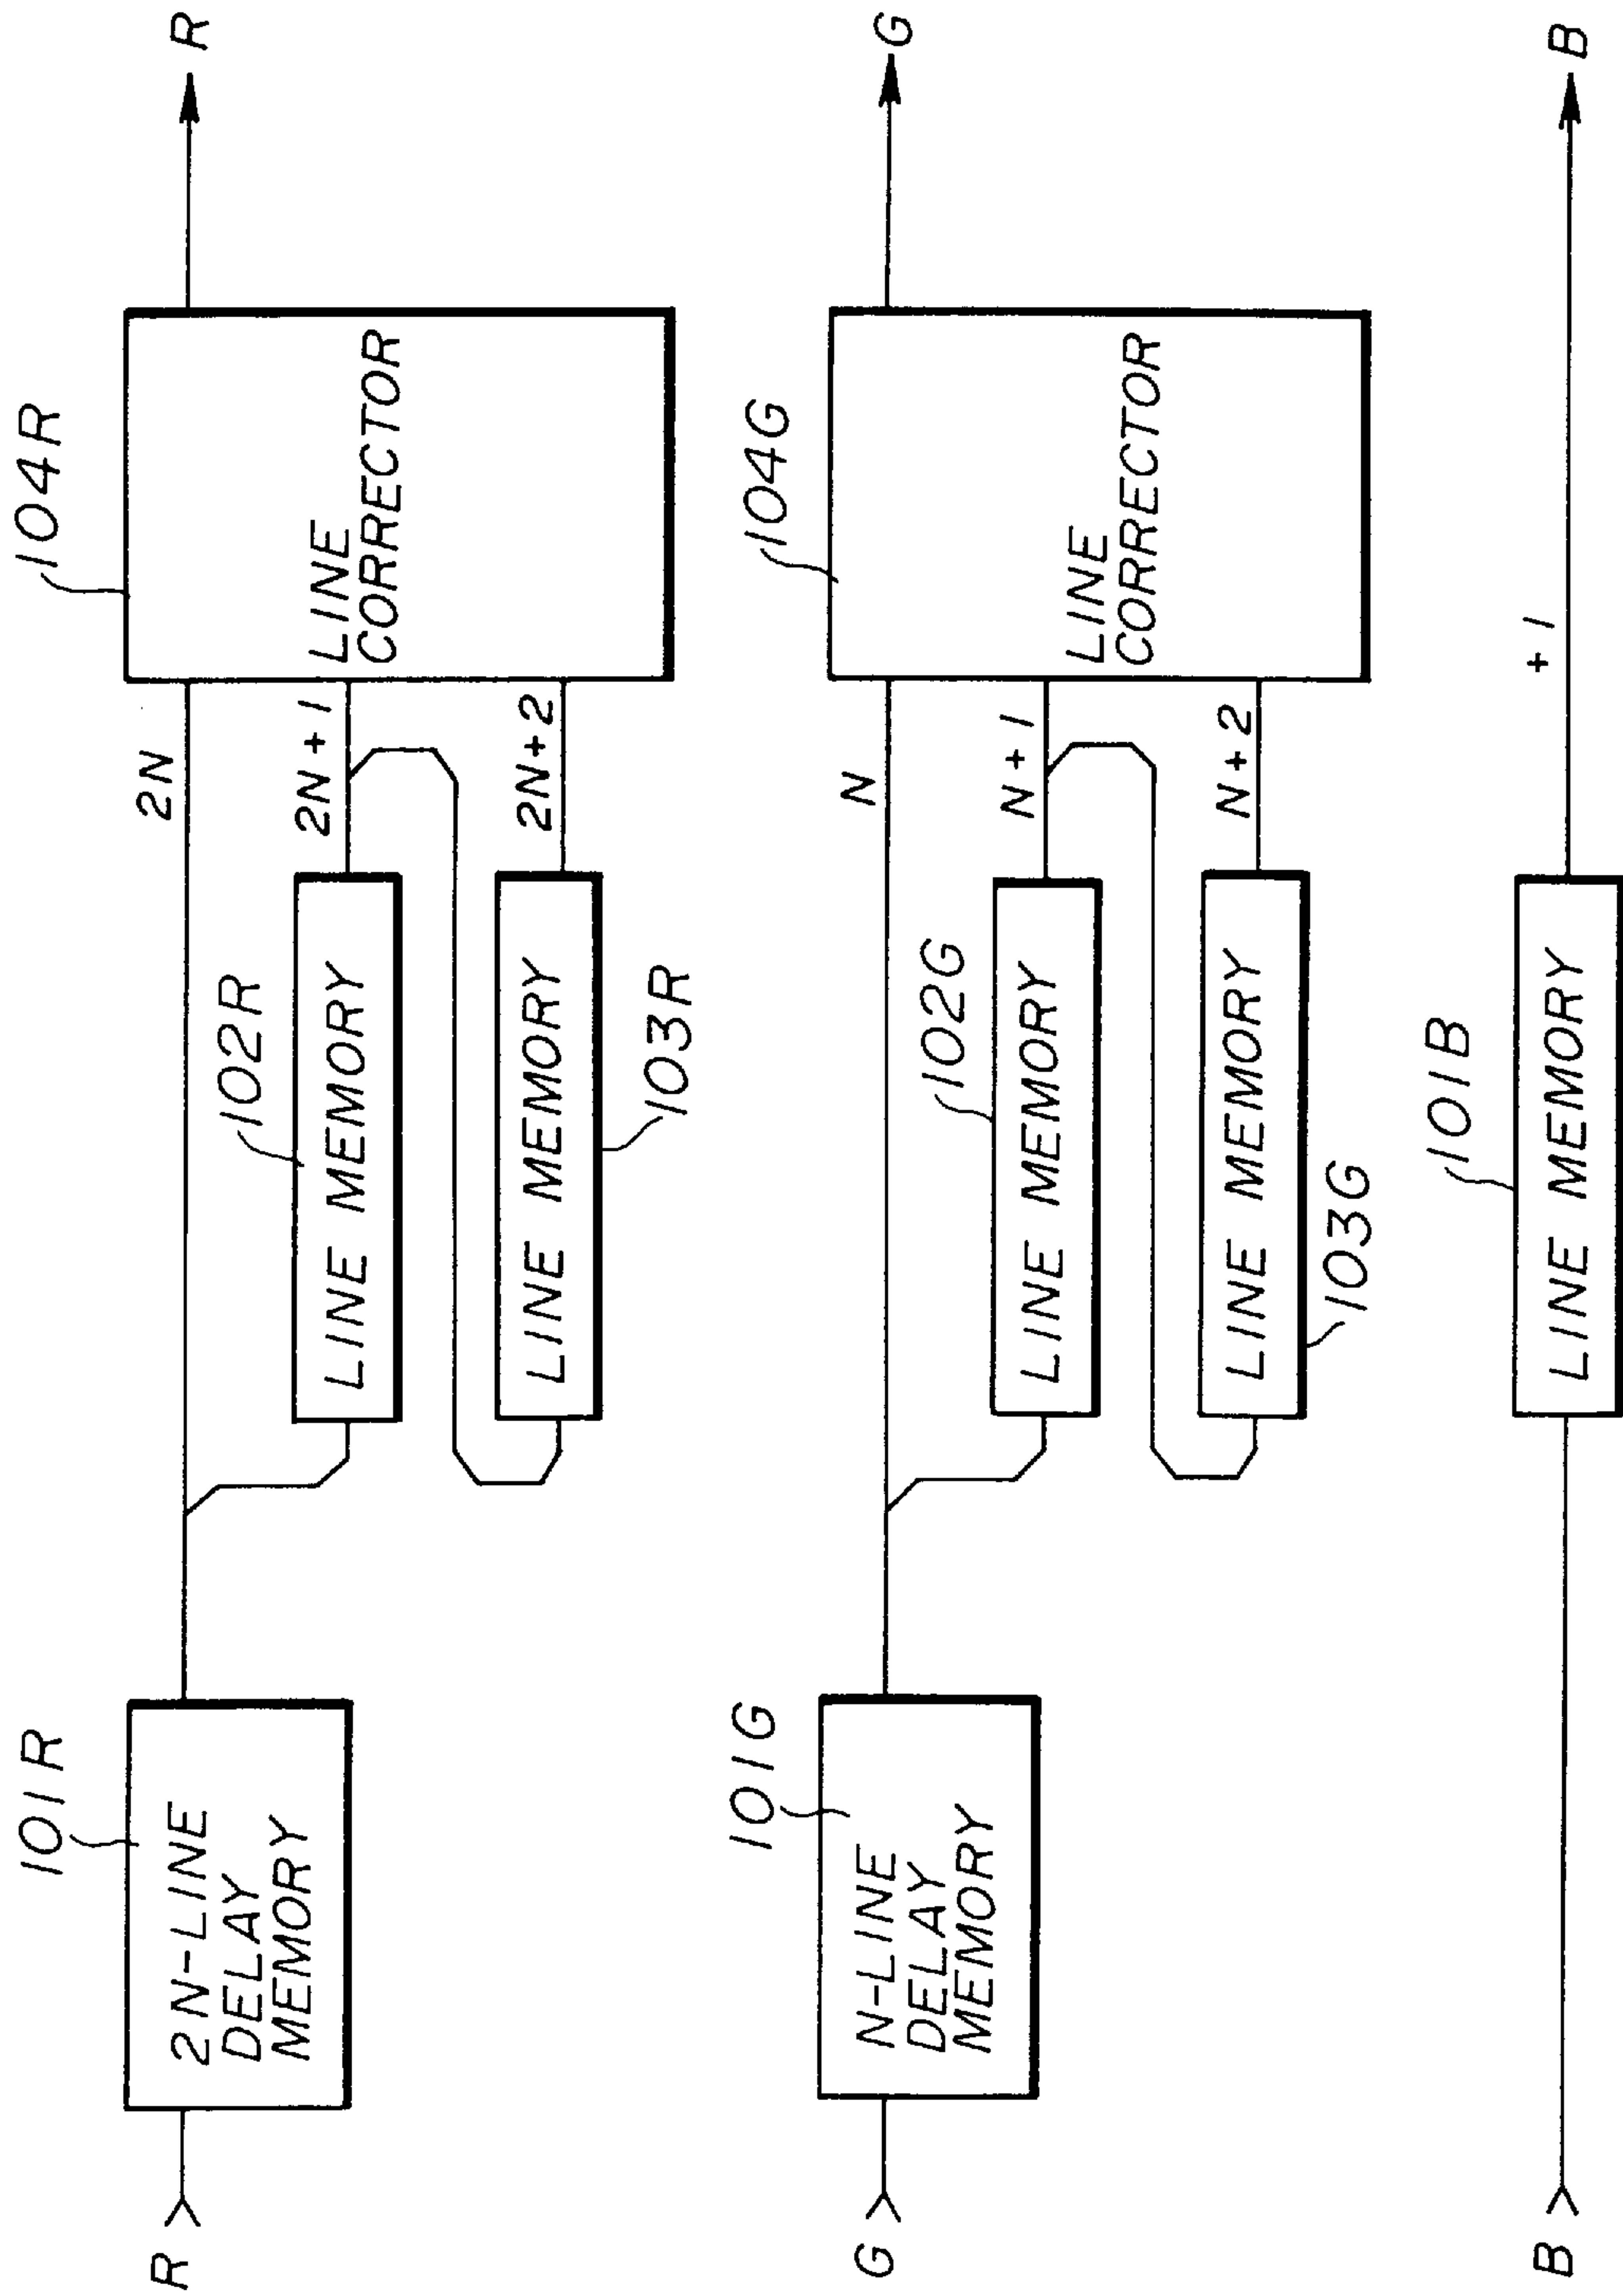 101R
104R
R >
2N-LINE
DELAY
MEMORY
2N
R
102R
LINE MEMORY
2N+1
LINE
CORRECTOR
LINE MEMORY
2N+2
103R
101G
104G
G >
N-LINE
DELAY
MEMORY
N
G
102G
LINE MEMORY
N+1
LINE
CORRECTOR
LINE MEMORY
N+2
103G
101B
B >
LINE MEMORY
+1
B